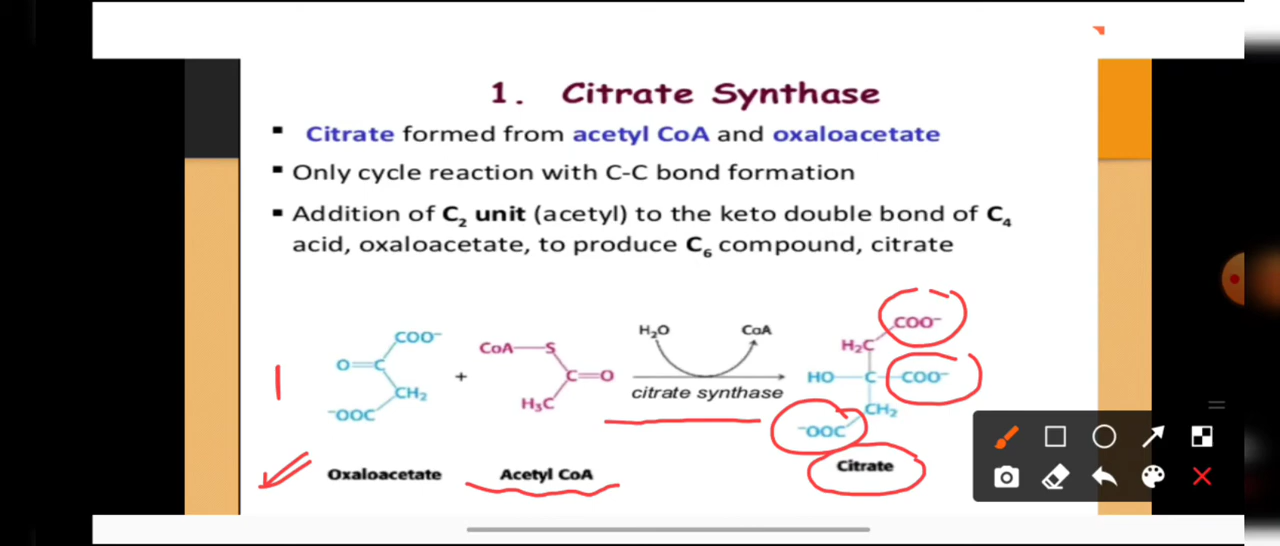 1. Citrate Synthase
▪ Citrate formed from acetyl CoA and oxaloacetate
▪ Only cycle reaction with C-C bond formation
▪ Addition of C₂ unit (acetyl) to the keto double bond of C₄
acid, oxaloacetate, to produce C₆ compound, citrate
COO⁻
O=C
CH₂
⁻OOC
Oxaloacetate
+
CoA—S
C=O
H₃C
Acetyl CoA
H₂O
CoA
citrate synthase
COO⁻
H₂C
HO—C—COO⁻
CH₂
⁻OOC
Citrate